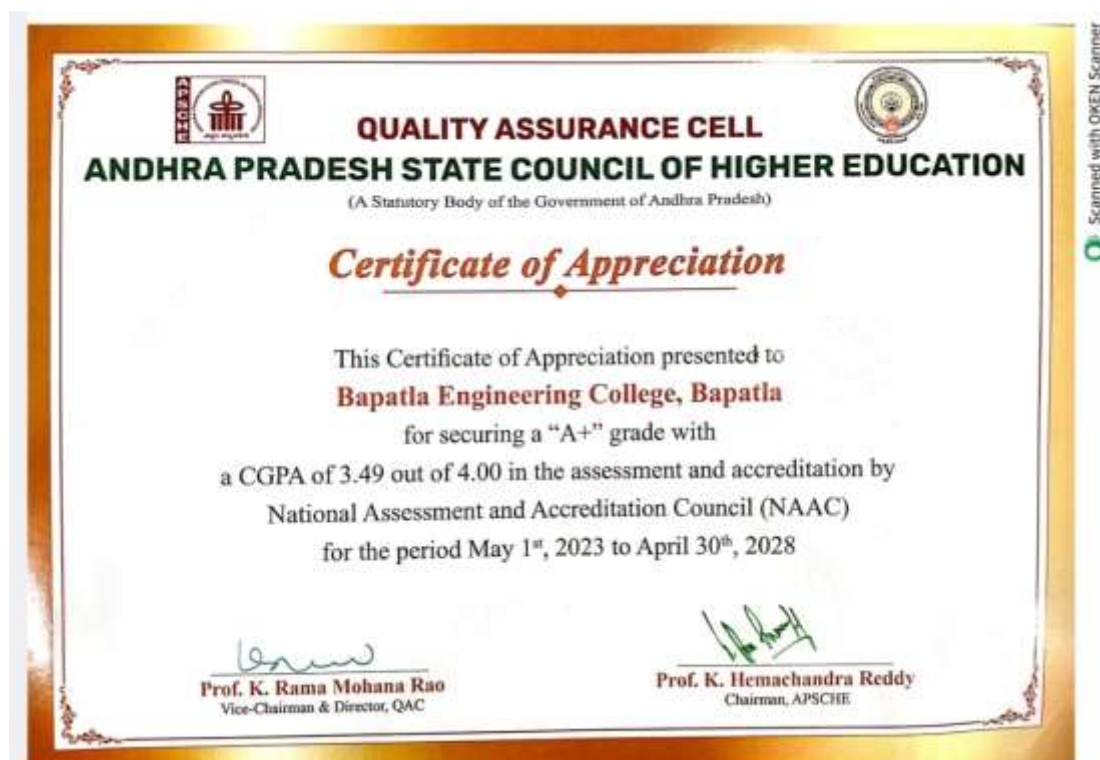 APSCHE
QUALITY ASSURANCE CELL
ANDHRA PRADESH STATE COUNCIL OF HIGHER EDUCATION
(A Statutory Body of the Government of Andhra Pradesh)
Certificate of Appreciation
This Certificate of Appreciation presented to
Bapatla Engineering College, Bapatla
for securing a “A+” grade with
a CGPA of 3.49 out of 4.00 in the assessment and accreditation by
National Assessment and Accreditation Council (NAAC)
for the period May 1st, 2023 to April 30th, 2028
Prof. K. Rama Mohana Rao
Vice-Chairman & Director, QAC
Prof. K. Hemachandra Reddy
Chairman, APSCHE
Scanned with OKEN Scanner